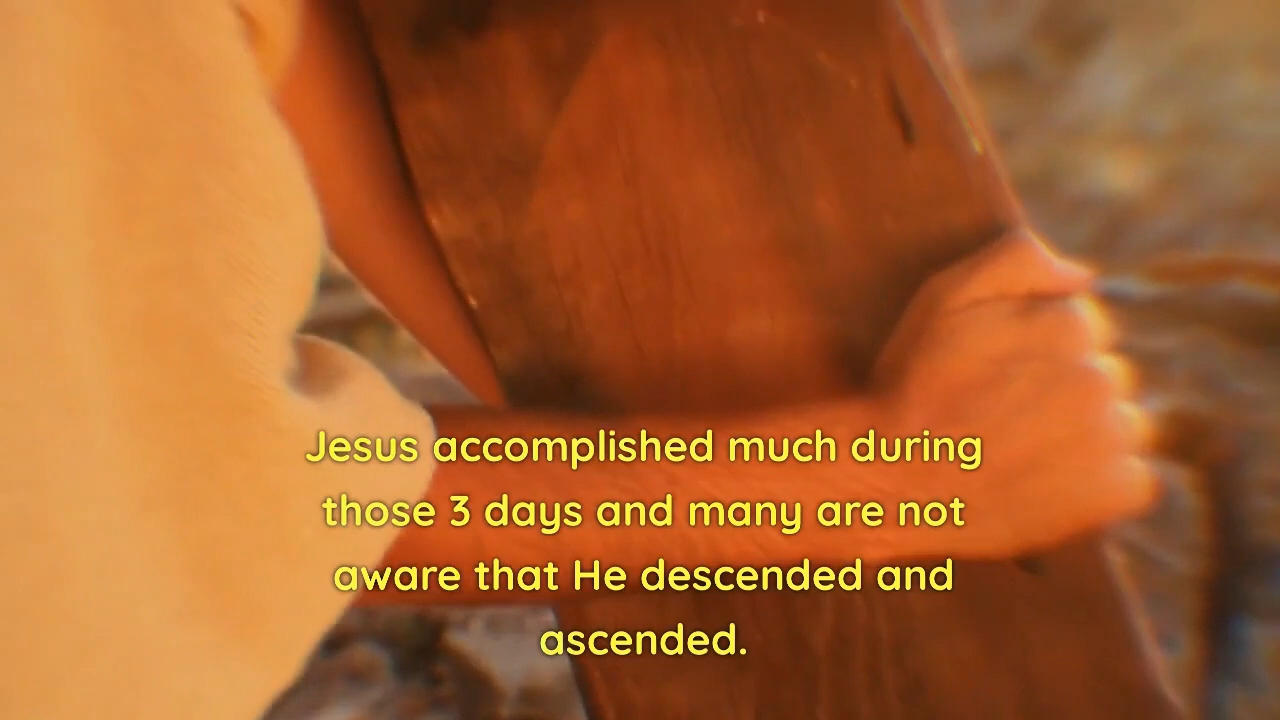 Jesus accomplished much during
those 3 days and many are not
aware that He descended and
ascended.